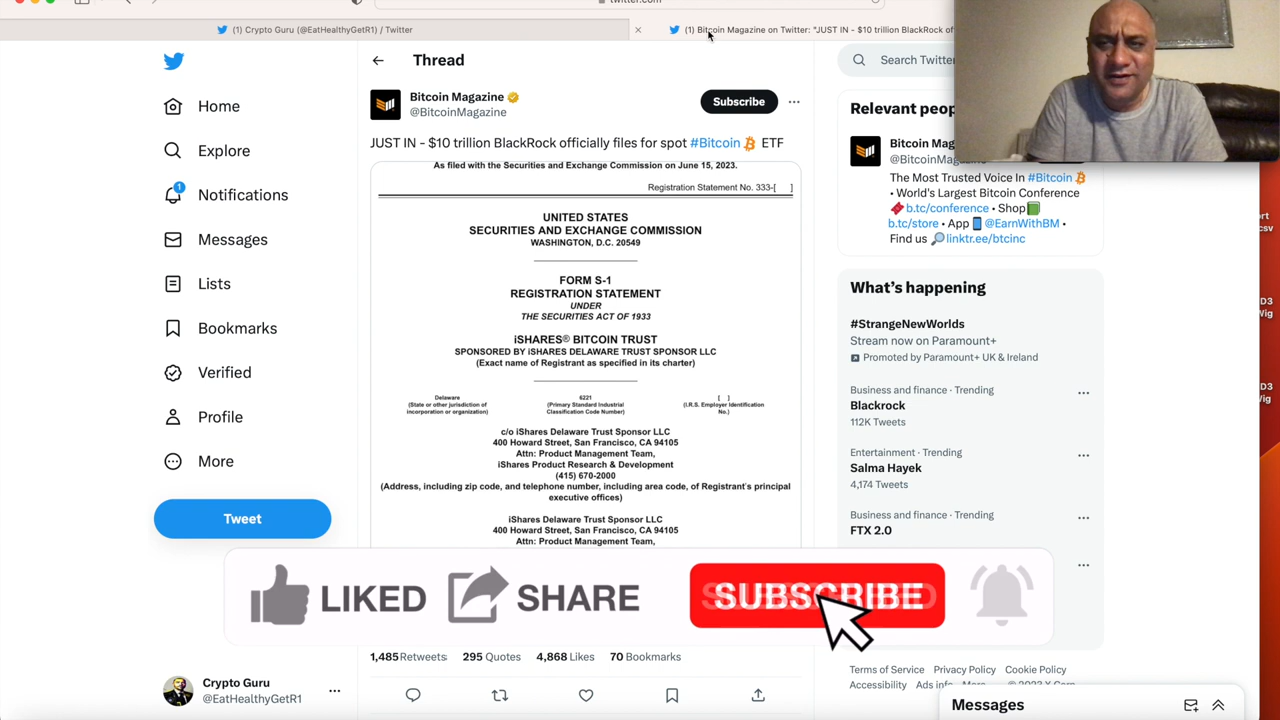 twitter.com
(1) Crypto Guru (@EatHealthyGetR1) / Twitter
(1) Bitcoin Magazine on Twitter: "JUST IN - $10 trillion BlackRock officially files
Home
Explore
1
Notifications
Messages
Lists
Bookmarks
Verified
Profile
More
Tweet
Crypto Guru
@EatHealthyGetR1
Thread
Bitcoin Magazine
@BitcoinMagazine
Subscribe
JUST IN - $10 trillion BlackRock officially files for spot #Bitcoin ETF
As filed with the Securities and Exchange Commission on June 15, 2023.
Registration Statement No. 333-[ ]
UNITED STATES
SECURITIES AND EXCHANGE COMMISSION
WASHINGTON, D.C. 20549
FORM S-1
REGISTRATION STATEMENT
UNDER
THE SECURITIES ACT OF 1933
iSHARES® BITCOIN TRUST
SPONSORED BY iSHARES DELAWARE TRUST SPONSOR LLC
(Exact name of Registrant as specified in its charter)
Delaware
(State or other jurisdiction of
incorporation or organization)
6221
(Primary Standard Industrial
Classification Code Number)
[ ]
(I.R.S. Employer Identification
No.)
c/o iShares Delaware Trust Sponsor LLC
400 Howard Street, San Francisco, CA 94105
Attn: Product Management Team,
iShares Product Research & Development
(415) 670-2000
(Address, including zip code, and telephone number, including area code, of Registrant's principal
executive offices)
iShares Delaware Trust Sponsor LLC
400 Howard Street, San Francisco, CA 94105
Attn: Product Management Team,
LIKED
SHARE
SUBSCRIBE
1,485 Retweets 295 Quotes 4,868 Likes 70 Bookmarks
Search
Relevant
Bitcoin
@BitcoinMagazine
The Most Trusted Voice In #Bitcoin
• World's Largest Bitcoin Conference
b.tc/conference • Shop
b.tc/store • App @EarnWithBM •
Find us linktr.ee/btcinc
What's happening
#StrangeNewWorlds
Stream now on Paramount+
Promoted by Paramount+ UK & Ireland
Business and finance · Trending
Blackrock
112K Tweets
Entertainment · Trending
Salma Hayek
4,174 Tweets
Business and finance · Trending
FTX 2.0
Terms of Service Privacy Policy Cookie Policy
Accessibility Ads info
Messages
csv
D3
Wig
D3
Wig